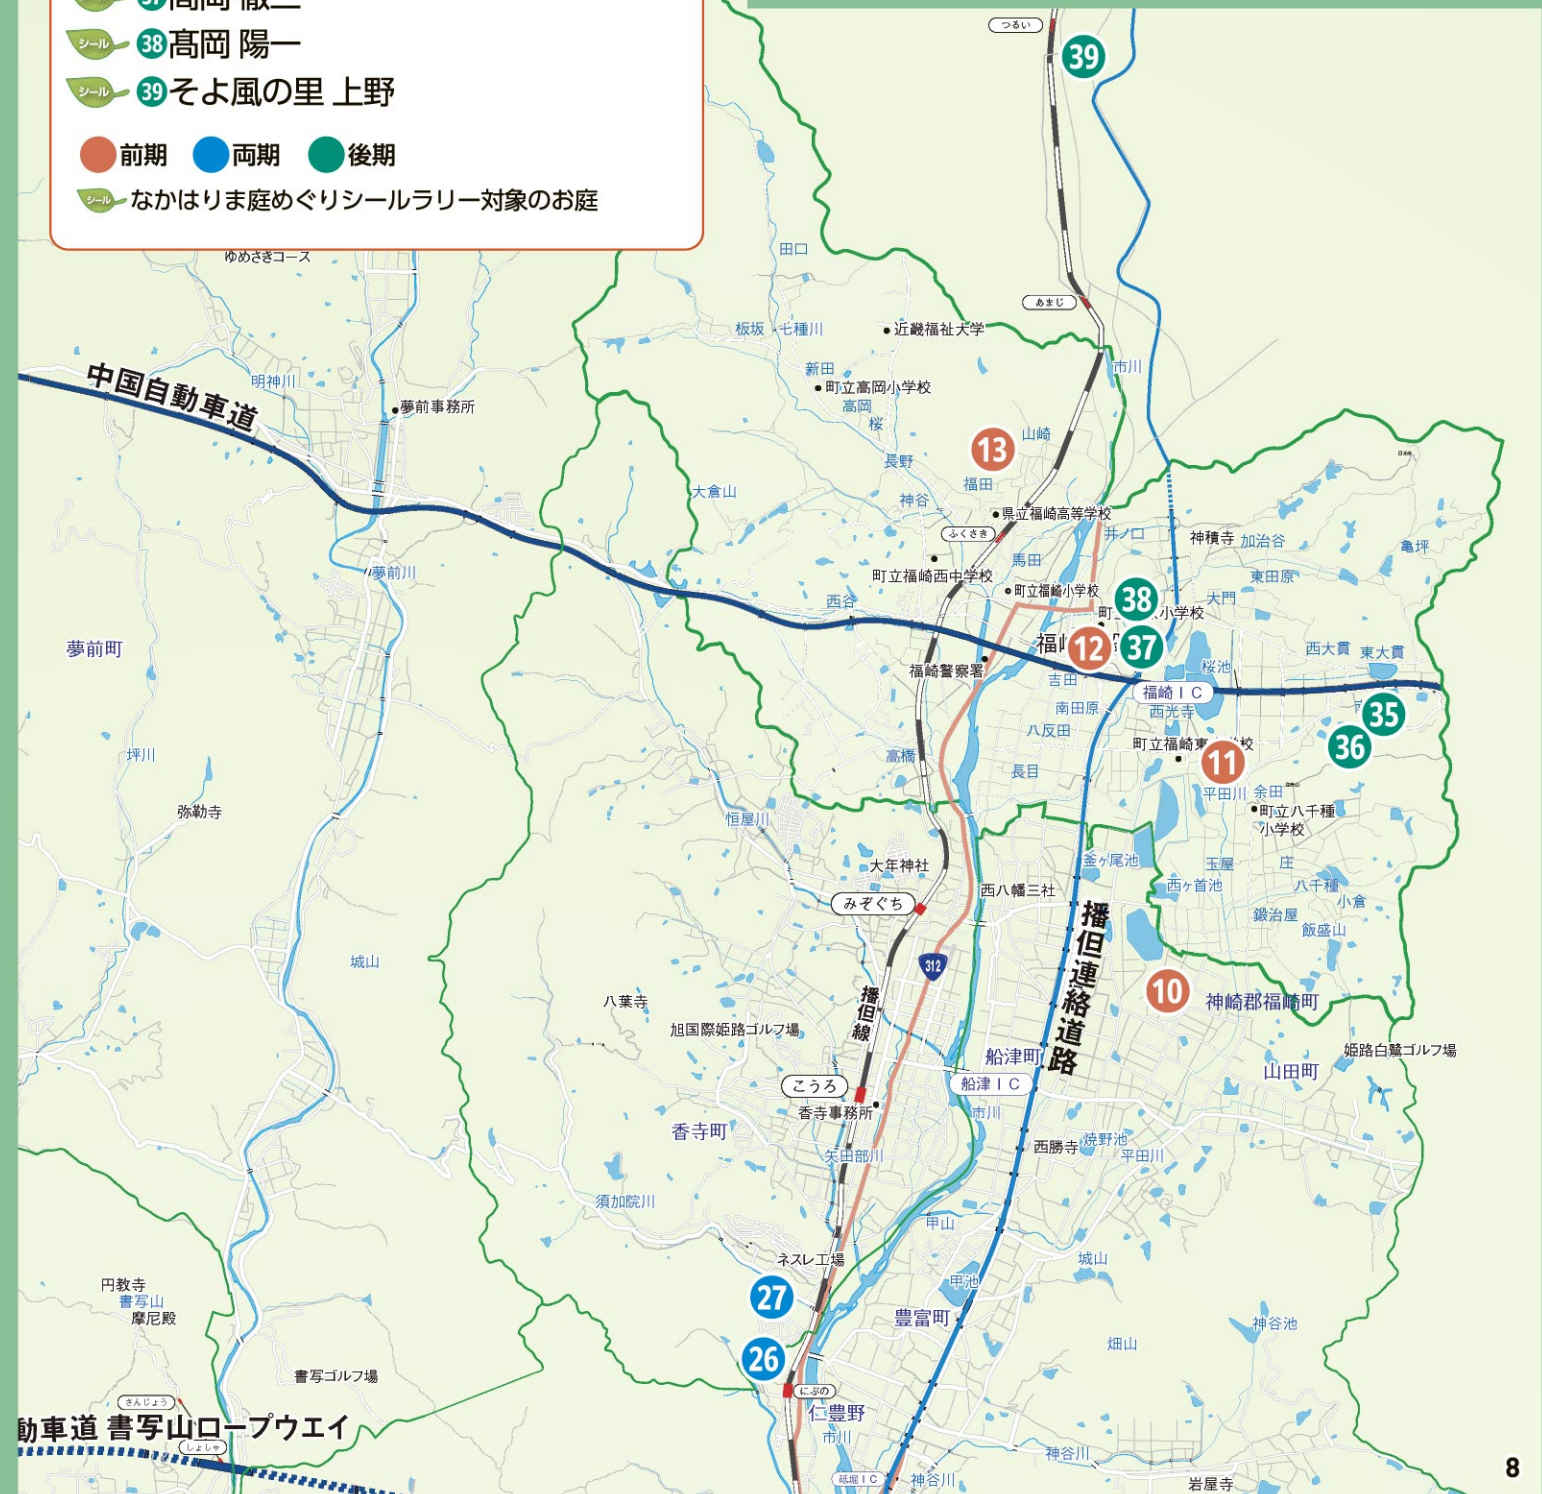 シール 38 髙岡 陽一
シール 39 そよ風の里 上野
前期 両期 後期
シール なかはりま庭めぐりシールラリー対象のお庭
つるい
39
ゆめさきコース
田口
あまじ
板坂 七種川
近畿福祉大学
市川
新田
町立高岡小学校
中国自動車道
明神川
夢前事務所
高岡
桜
13
山崎
長野
福田
大倉山
神谷
県立福崎高等学校
ふくさき
井ノ口
神積寺
加治谷
亀坪
馬田
町立福崎西中学校
東田原
夢前川
町立福崎小学校
38
大門
西谷
小学校
夢前町
12
37
西大貫
東大貫
福崎警察署
桜池
吉田
福崎IC
南田原
西光寺
35
八反田
36
坪川
高橋
町立福崎東
11
長目
平田川
余田
弥勒寺
恒屋川
町立八千種
小学校
大年神社
釜ヶ尾池
玉屋
庄
みぞぐち
西八幡三社
西ヶ首池
八千種
小倉
鍛治屋
飯盛山
播但連絡道路
城山
312
10
神崎郡福崎町
八葉寺
播但線
旭国際姫路ゴルフ場
船津町
姫路白鷺ゴルフ場
山田町
こうろ
船津IC
香寺事務所
市川
香寺町
西勝寺
焼野池
平田川
矢田部川
須加院川
甲山
ネスレ工場
城山
円教寺
書写山
摩尼殿
27
甲池
豊富町
神谷池
畑山
26
書写ゴルフ場
にぶの
さんじょう
仁豊野
動車道 書写山ロープウエイ
しょしゃ
市川
神谷川
砥堀IC
神谷川
岩屋寺
8